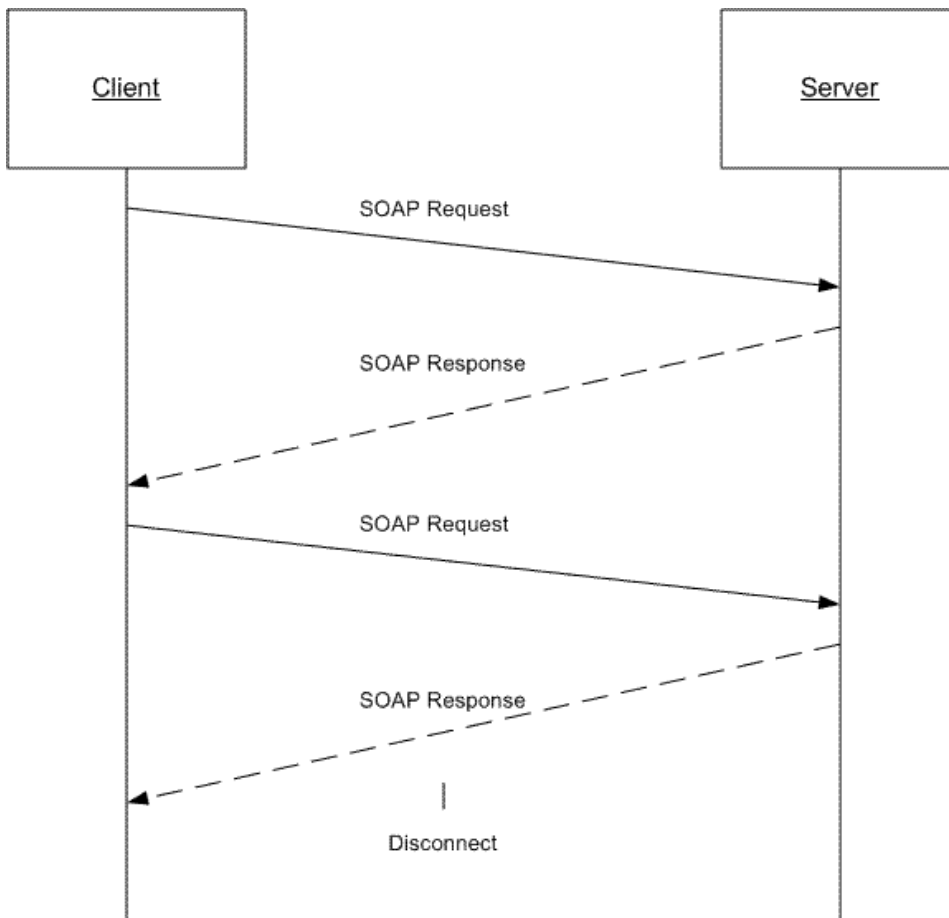 Client
Server
SOAP Request
SOAP Response
SOAP Request
SOAP Response
Disconnect